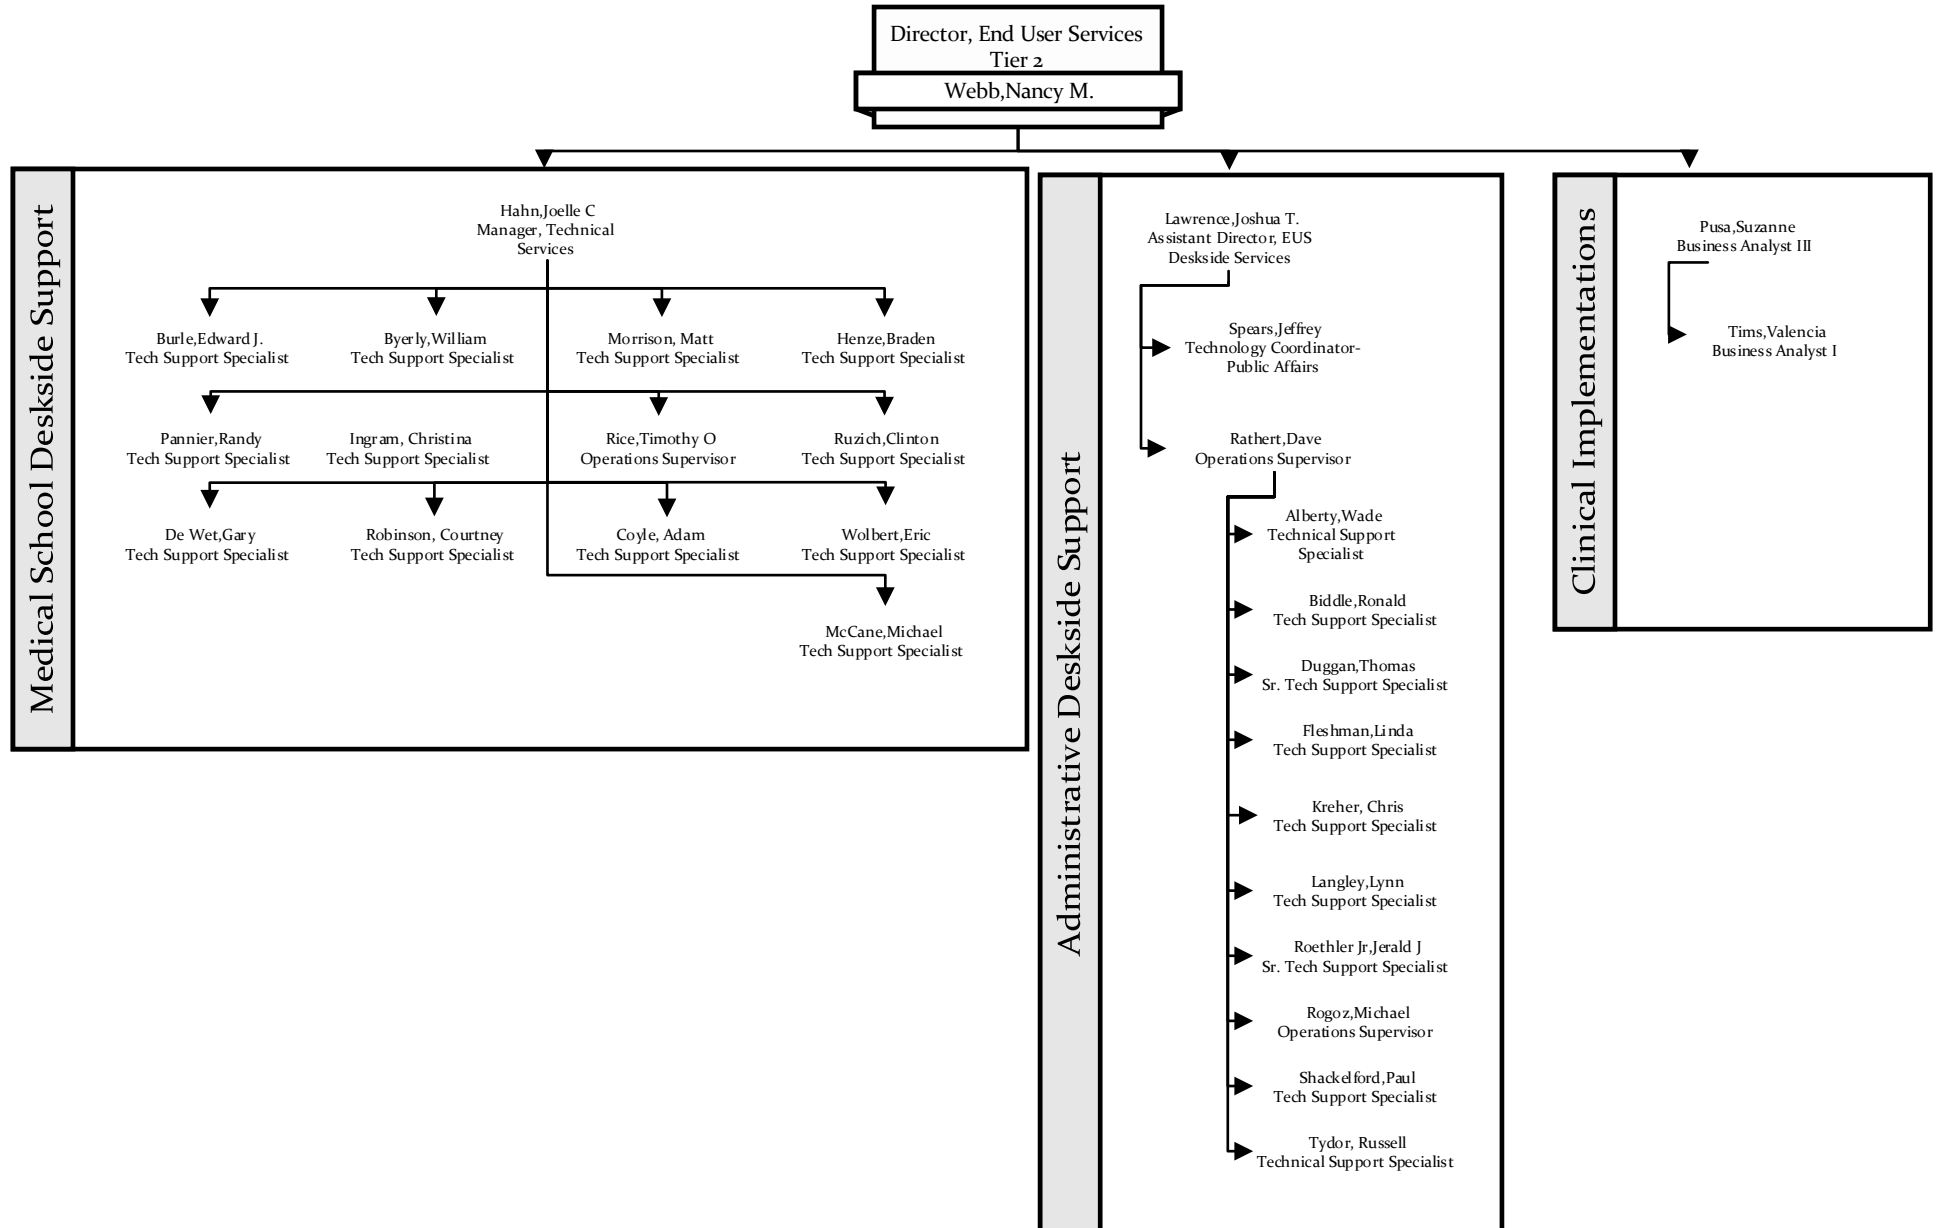 Director, End User Services
Tier 2
Webb,Nancy M.
Medical School Deskside Support
Hahn,Joelle C
Manager, Technical
Services
Burle,Edward J.
Tech Support Specialist
Byerly,William
Tech Support Specialist
Morrison, Matt
Tech Support Specialist
Henze,Braden
Tech Support Specialist
Pannier,Randy
Tech Support Specialist
Ingram, Christina
Tech Support Specialist
Rice,Timothy O
Operations Supervisor
Ruzich,Clinton
Tech Support Specialist
De Wet,Gary
Tech Support Specialist
Robinson, Courtney
Tech Support Specialist
Coyle, Adam
Tech Support Specialist
Wolbert,Eric
Tech Support Specialist
McCane,Michael
Tech Support Specialist
Administrative Deskside Support
Lawrence,Joshua T.
Assistant Director, EUS
Deskside Services
Spears,Jeffrey
Technology Coordinator-
Public Affairs
Rathert,Dave
Operations Supervisor
Alberty,Wade
Technical Support
Specialist
Biddle,Ronald
Tech Support Specialist
Duggan,Thomas
Sr. Tech Support Specialist
Fleshman,Linda
Tech Support Specialist
Kreher, Chris
Tech Support Specialist
Langley,Lynn
Tech Support Specialist
Roethler Jr,Jerald J
Sr. Tech Support Specialist
Rogoz,Michael
Operations Supervisor
Shackelford,Paul
Tech Support Specialist
Tydor, Russell
Technical Support Specialist
Clinical Implementations
Pusa,Suzanne
Business Analyst III
Tims,Valencia
Business Analyst I